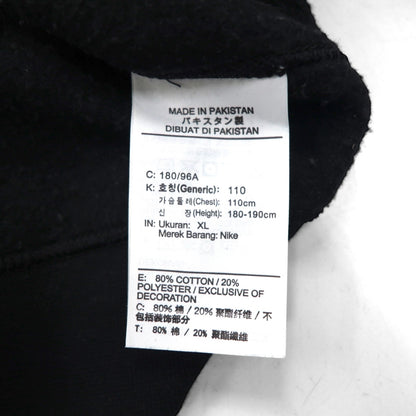 MADE IN PAKISTAN
パキスタン製
DIBUAT DI PAKISTAN
C: 180/96A
K: 호칭(Generic): 110
가슴둘레(Chest): 110cm
신 장(Height): 180-190cm
IN: Ukuran: XL
Merek Barang: Nike
E: 80% COTTON / 20%
POLYESTER / EXCLUSIVE OF
DECORATION
C: 80% 棉 / 20% 聚酯纤维 / 不
包括装饰部分
T: 80% 棉 / 20% 聚酯纖維